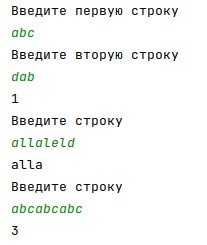 Введите первую строку
abc
Введите вторую строку
dab
1
Введите строку
allaleld
alla
Введите строку
abcabcabc
3